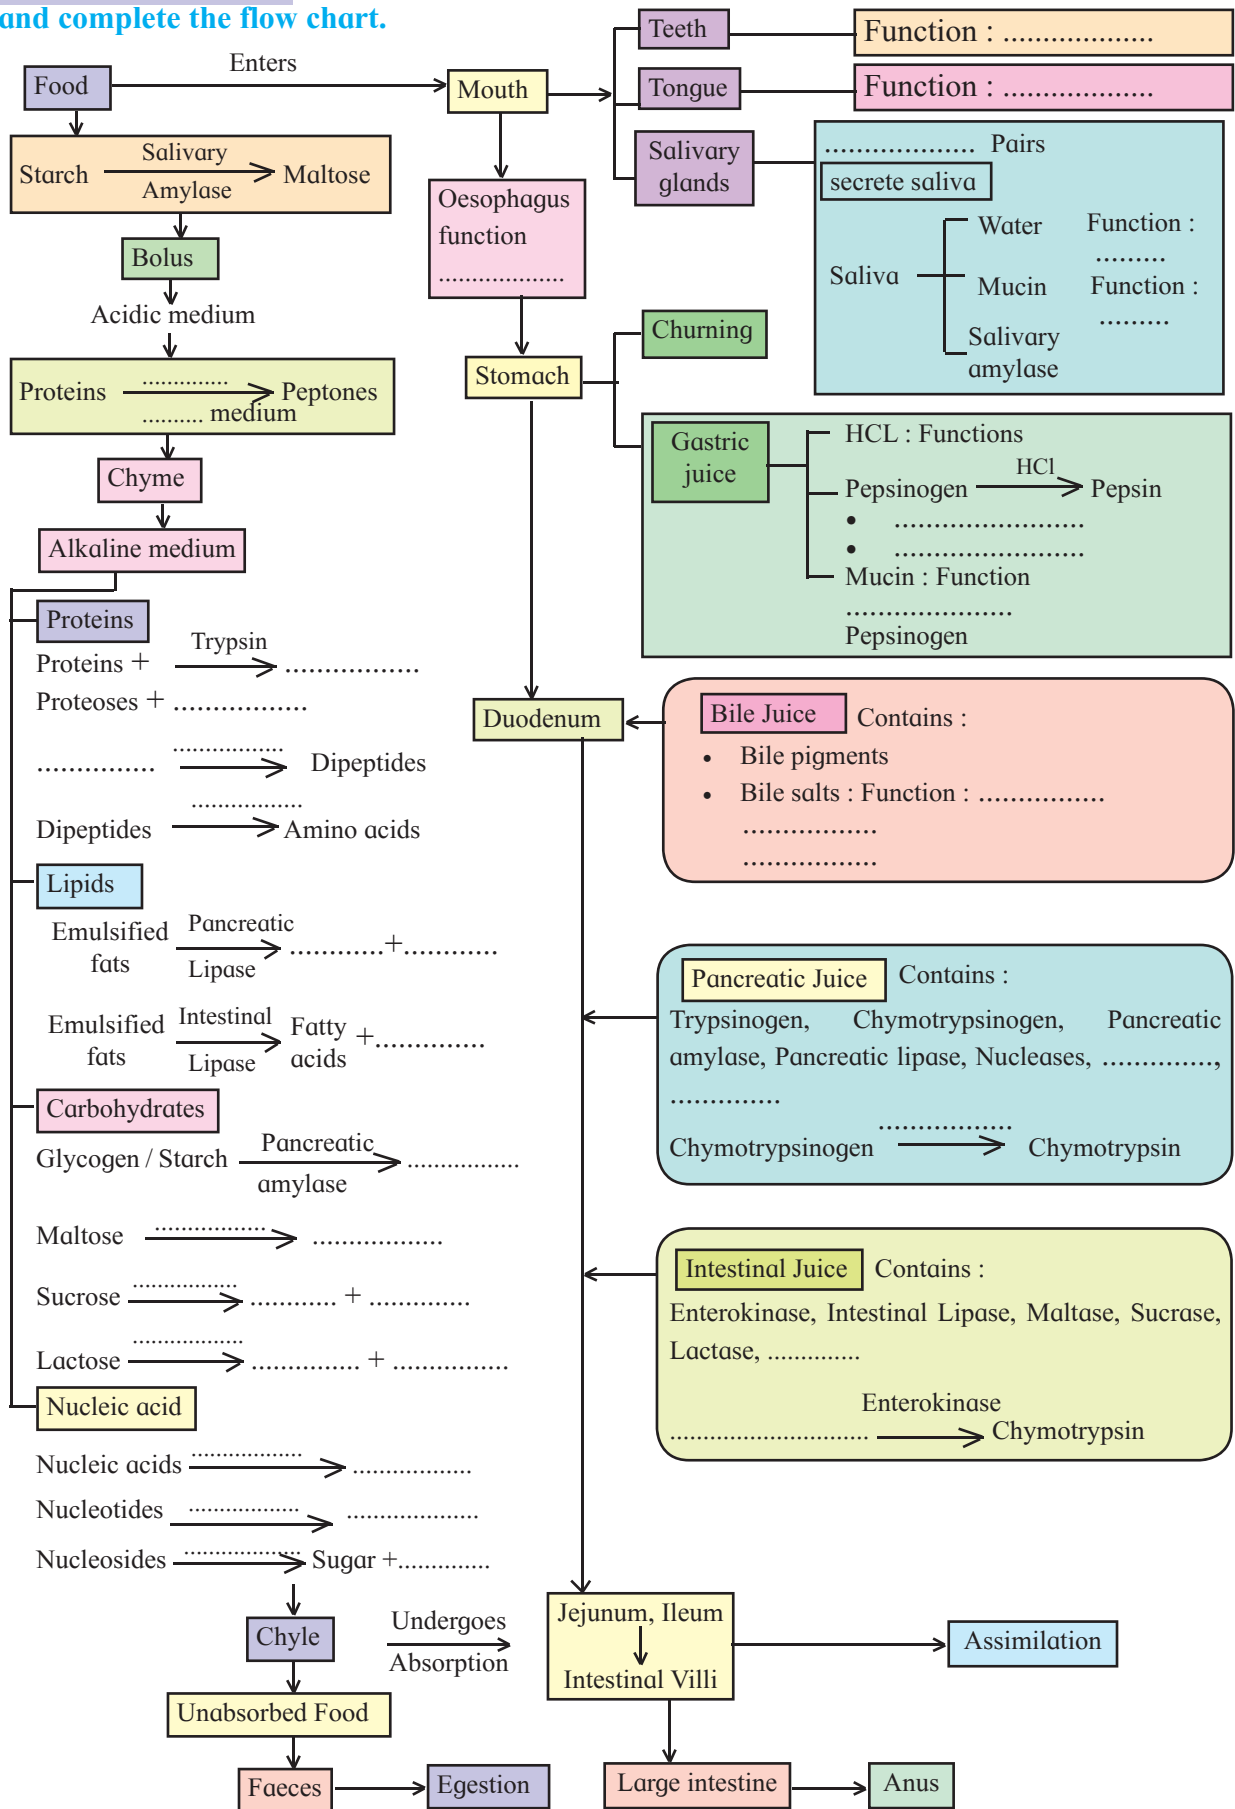 and complete the flow chart.
Food
Enters
Mouth
Teeth
Function : ...................
Tongue
Function : ...................
Salivary
glands
................... Pairs
secrete saliva
Saliva
Water Function :
.........
Mucin Function :
.........
Salivary
amylase
Starch Salivary Maltose
Amylase
Bolus
Acidic medium
Proteins .............. Peptones
.......... medium
Chyme
Alkaline medium
Oesophagus
function
................
Stomach
Churning
Gastric
juice
HCL : Functions
Pepsinogen HCl Pepsin
• ........................
• ........................
Mucin : Function
.....................
Pepsinogen
Proteins
Proteins + Trypsin .................
Proteoses + .................
............... ................. Dipeptides
Dipeptides ................. Amino acids
Lipids
Emulsified
fats
Pancreatic
Lipase
............+............
Emulsified
fats
Intestinal
Lipase
Fatty
acids
+..............
Carbohydrates
Glycogen / Starch Pancreatic
amylase
.................
Maltose ................. .................
Sucrose ................ ........... + .............
Lactose ................. .............. + ...............
Nucleic acid
Nucleic acids ................. ..................
Nucleotides ................. ..................
Nucleosides .................. Sugar +..............
Chyle
Undergoes
Absorption
Unabsorbed Food
Faeces
Egestion
Duodenum
Bile Juice Contains :
• Bile pigments
• Bile salts : Function : ................
.................
.................
Pancreatic Juice Contains :
Trypsinogen, Chymotrypsinogen, Pancreatic
amylase, Pancreatic lipase, Nucleases, ..............,
..............
Chymotrypsinogen ................. Chymotrypsin
Intestinal Juice Contains :
Enterokinase, Intestinal Lipase, Maltase, Sucrase,
Lactase, .............
Enterokinase
.............................. Chymotrypsin
Jejunum, Ileum
Intestinal Villi
Assimilation
Large intestine
Anus